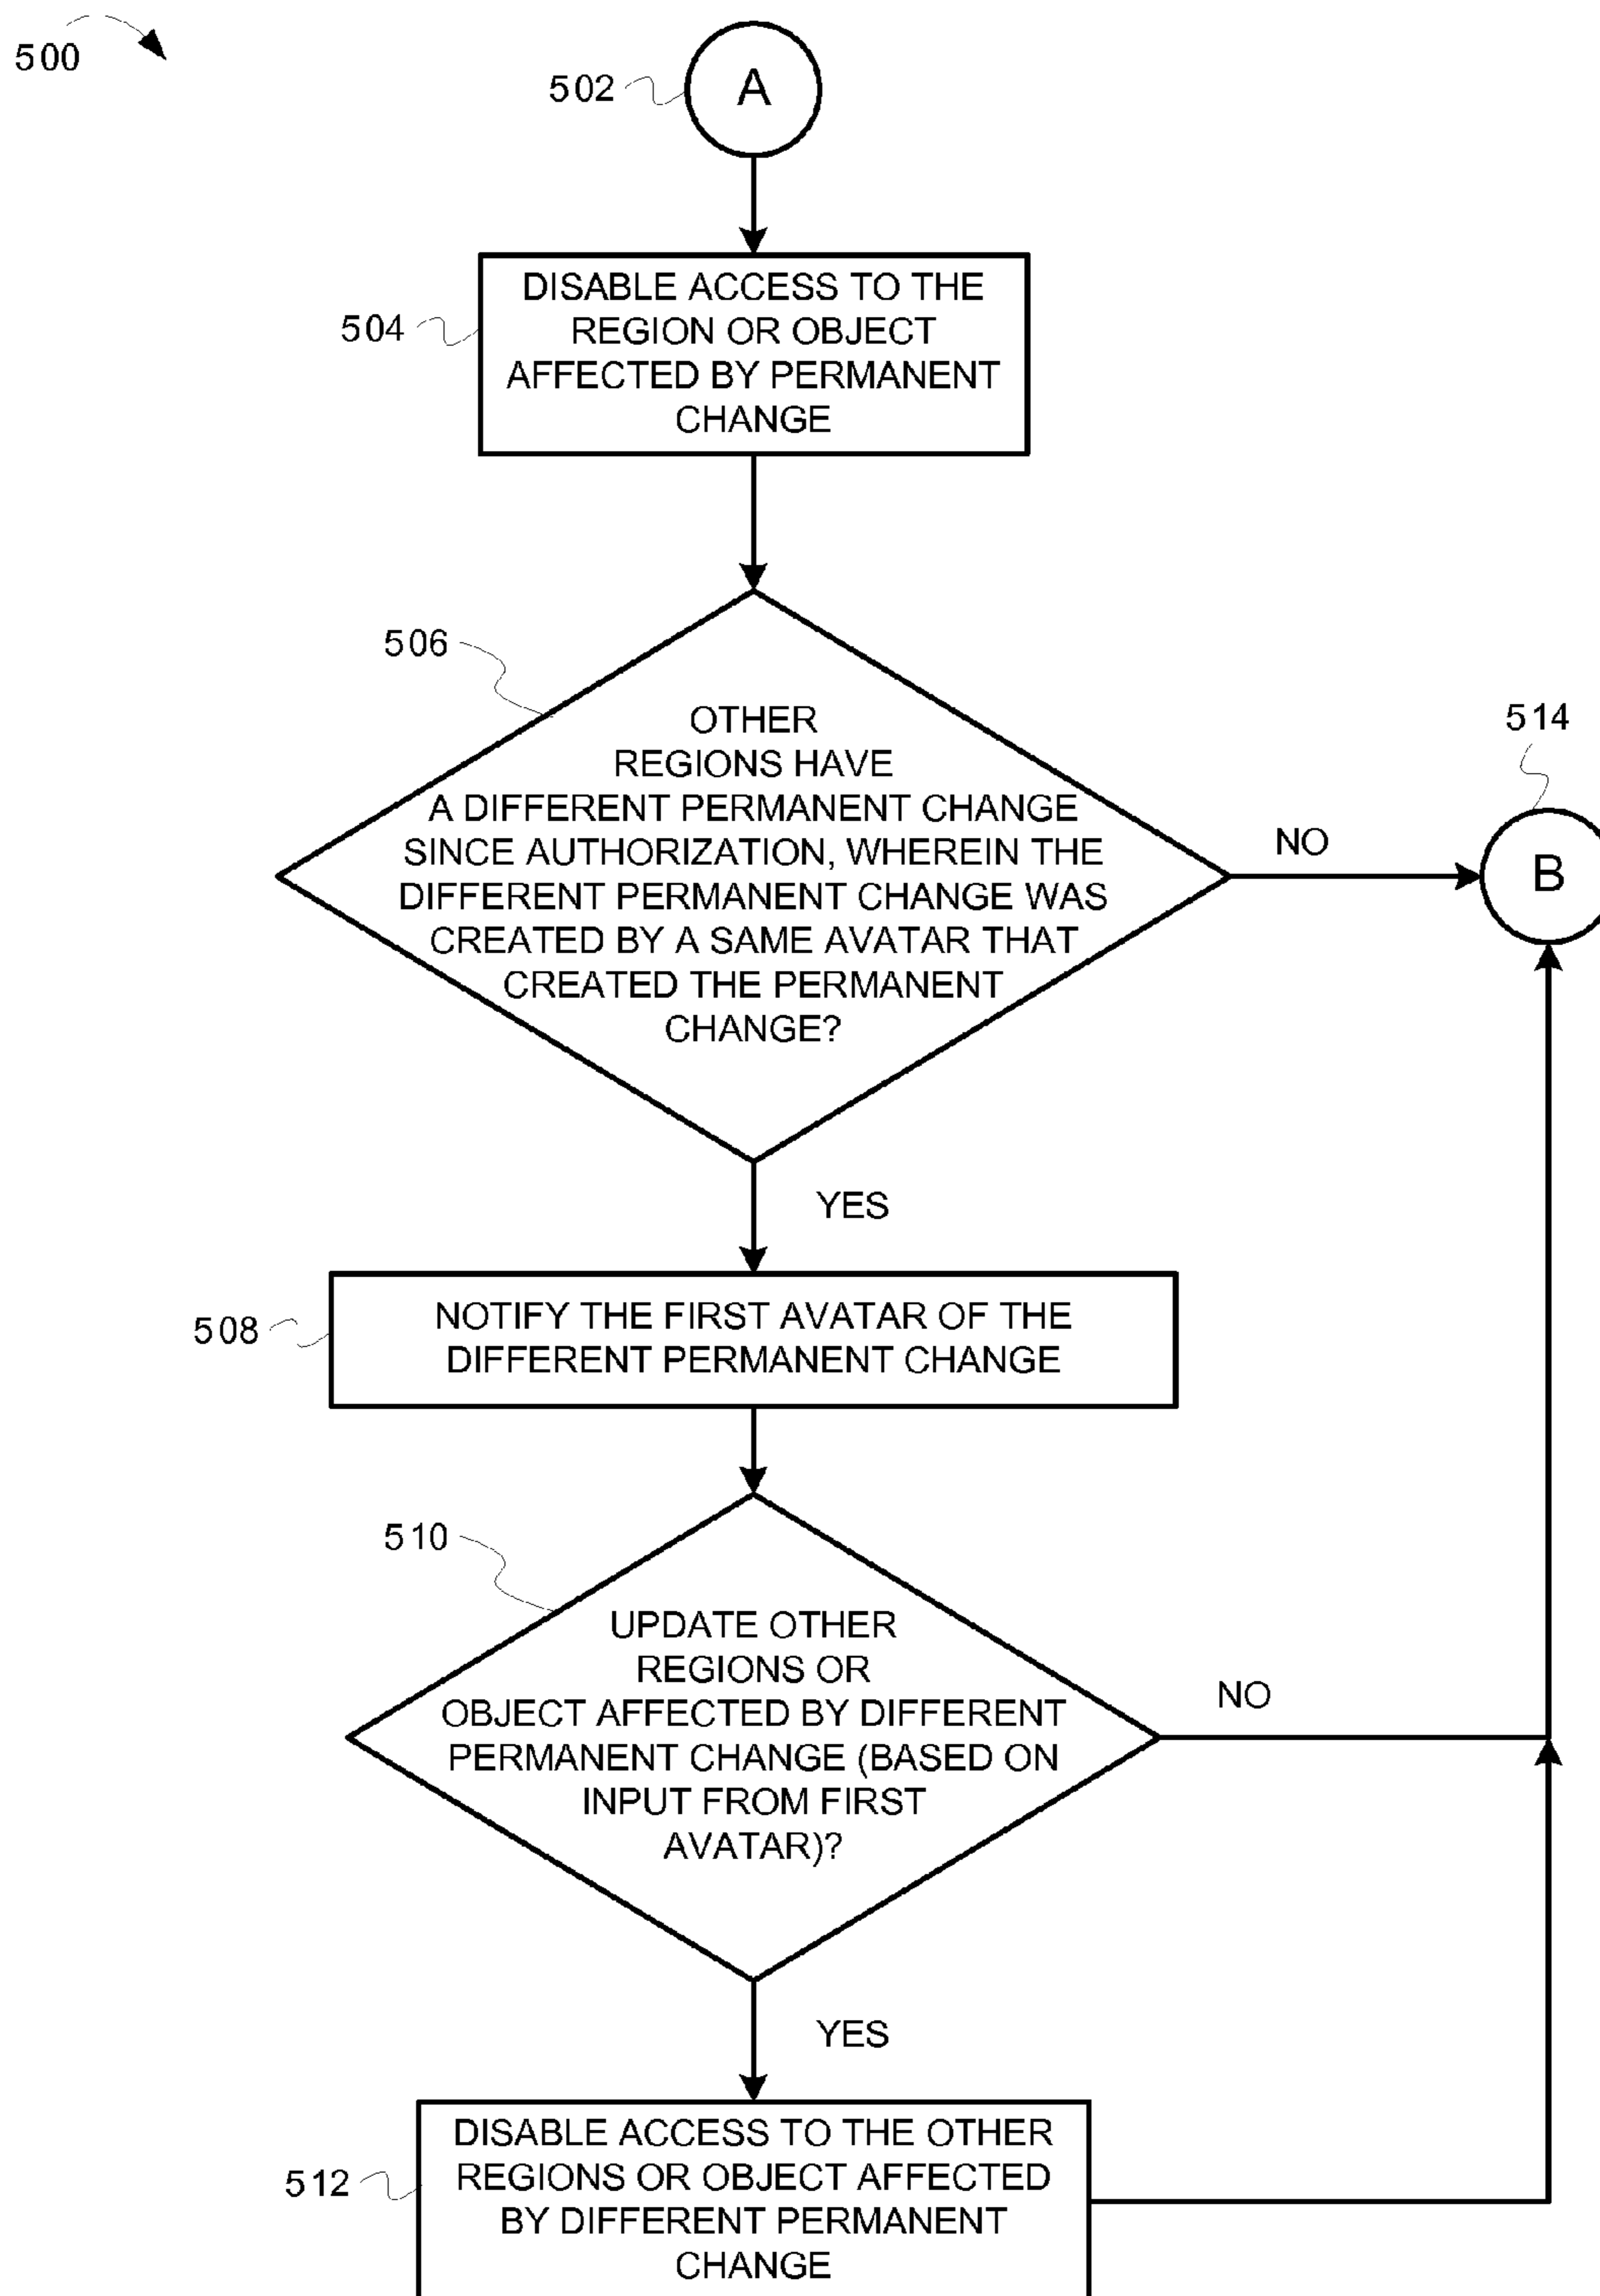 500
502
A
504
DISABLE ACCESS TO THE
REGION OR OBJECT
AFFECTED BY PERMANENT
CHANGE
506
OTHER
REGIONS HAVE
A DIFFERENT PERMANENT CHANGE
SINCE AUTHORIZATION, WHEREIN THE
DIFFERENT PERMANENT CHANGE WAS
CREATED BY A SAME AVATAR THAT
CREATED THE PERMANENT
CHANGE?
NO
514
B
YES
508
NOTIFY THE FIRST AVATAR OF THE
DIFFERENT PERMANENT CHANGE
510
UPDATE OTHER
REGIONS OR
OBJECT AFFECTED BY DIFFERENT
PERMANENT CHANGE (BASED ON
INPUT FROM FIRST
AVATAR)?
NO
YES
512
DISABLE ACCESS TO THE OTHER
REGIONS OR OBJECT AFFECTED
BY DIFFERENT PERMANENT
CHANGE